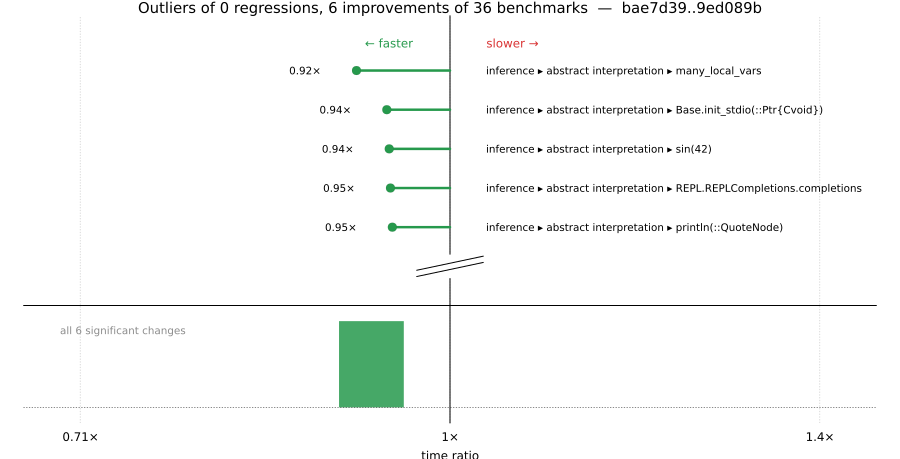 Outliers of 0 regressions, 6 improvements of 36 benchmarks — bae7d39..9ed089b
← faster slower →
0.92× inference ▸ abstract interpretation ▸ many_local_vars
0.94× inference ▸ abstract interpretation ▸ Base.init_stdio(::Ptr{Cvoid})
0.94× inference ▸ abstract interpretation ▸ sin(42)
0.95× inference ▸ abstract interpretation ▸ REPL.REPLCompletions.completions
0.95× inference ▸ abstract interpretation ▸ println(::QuoteNode)
all 6 significant changes
0.71× 1× 1.4×
time ratio